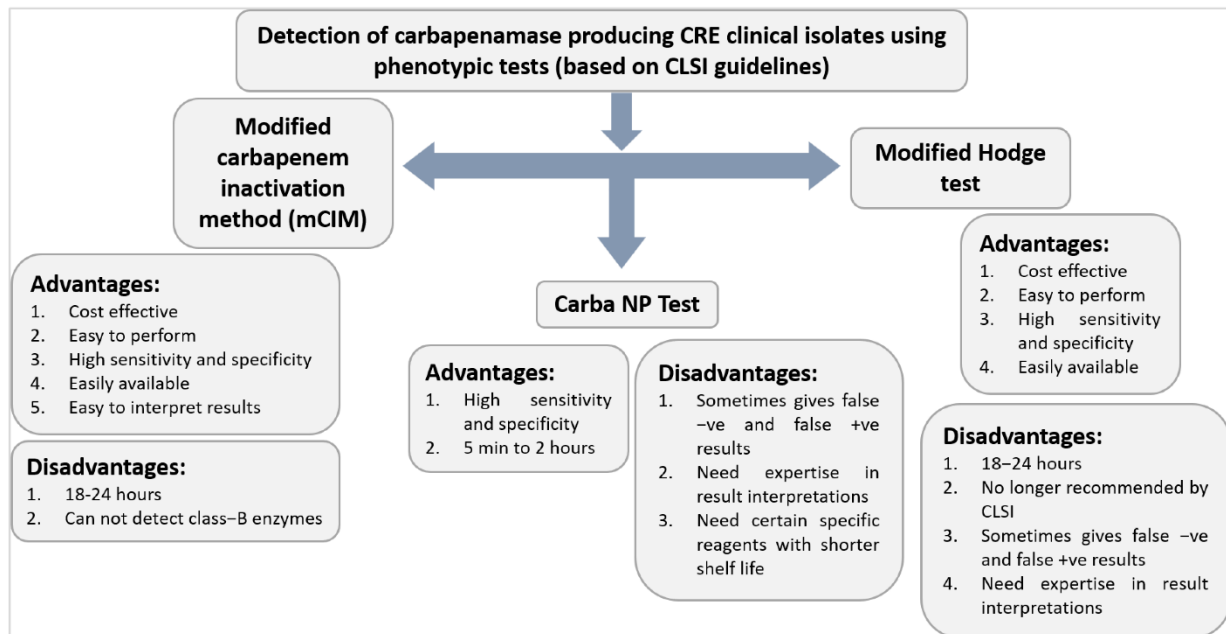 Detection of carbapenamase producing CRE clinical isolates using
phenotypic tests (based on CLSI guidelines)
Modified
carbapenem
inactivation
method (mCIM)
Modified Hodge
test
Carba NP Test
Advantages:
1. Cost effective
2. Easy to perform
3. High sensitivity and specificity
4. Easily available
5. Easy to interpret results
Disadvantages:
1. 18-24 hours
2. Can not detect class–B enzymes
Advantages:
1. High sensitivity
and specificity
2. 5 min to 2 hours
Disadvantages:
1. Sometimes gives false
–ve and false +ve
results
2. Need expertise in
result interpretations
3. Need certain specific
reagents with shorter
shelf life
Advantages:
1. Cost effective
2. Easy to perform
3. High sensitivity
and specificity
4. Easily available
Disadvantages:
1. 18–24 hours
2. No longer recommended by
CLSI
3. Sometimes gives false –ve
and false +ve results
4. Need expertise in result
interpretations